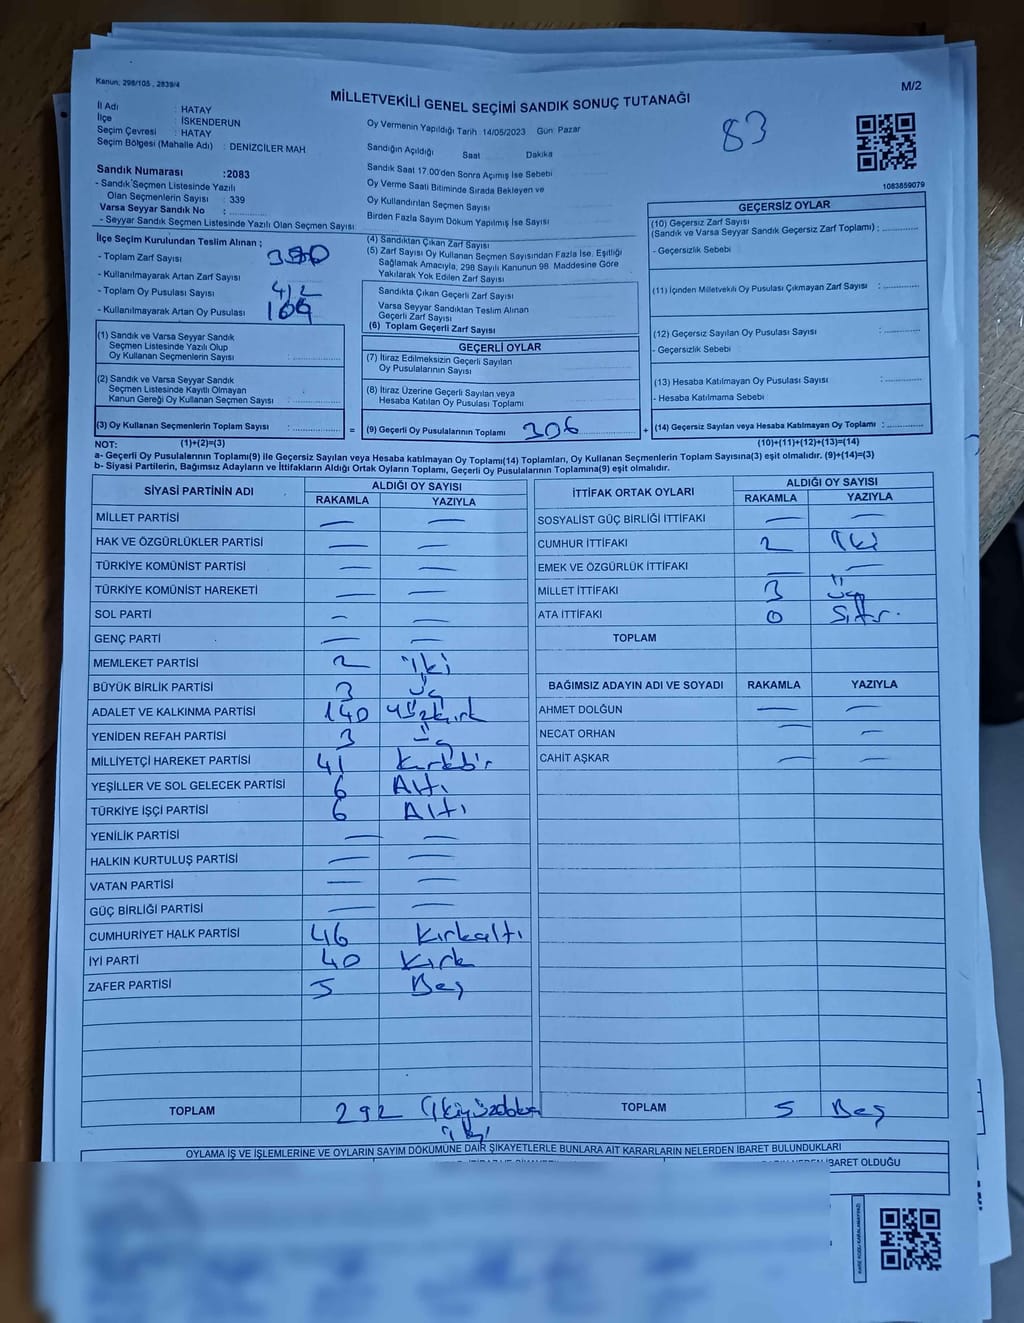 Kanun, 298/105 , 2839/4
M/2
MİLLETVEKİLİ GENEL SEÇİMİ SANDIK SONUÇ TUTANAĞI
83
İl Adı : HATAY
İlçe : İSKENDERUN
Seçim Çevresi : HATAY
Seçim Bölgesi (Mahalle Adı) : DENIZCILER MAH
Oy Vermenin Yapıldığı Tarih : 14/05/2023 Gün Pazar
Sandığın Açıldığı Saat Dakika
Sandık Saat 17.00'den Sonra Açımış İse Sebebi
Oy Verme Saati Bitiminde Sırada Bekleyen ve
Oy Kullandırılan Seçmen Sayısı
Birden Fazla Sayım Dökum Yapılmış İse Sayısı
1083859079
Sandık Numarası :2083
- Sandık Seçmen Listesinde Yazılı
Olan Seçmenlerin Sayısı : 339
Varsa Seyyar Sandık No :
- Seyyar Sandık Seçmen Listesinde Yazılı Olan Seçmen Sayısı
İlçe Seçim Kurulundan Teslim Alınan ;
- Toplam Zarf Sayısı :
- Kullanılmayarak Artan Zarf Sayısı
- Toplam Oy Pusulası Sayısı : 412
- Kullanılmayarak Artan Oy Pusulası :
(1) Sandık ve Varsa Seyyar Sandık
Seçmen Listesinde Yazılı Olup
Oy Kullanan Seçmenlerin Sayısı :
(2) Sandık ve Varsa Seyyar Sandık
Seçmen Listesinde Kayıtlı Olmayan
Kanun Gereği Oy Kullanan Seçmen Sayısı :
(3) Oy Kullanan Seçmenlerin Toplam Sayısı : =
(4) Sandıktan Çıkan Zarf Sayısı
(5) Zarf Sayısı Oy Kullanan Seçmen Sayısından Fazla İse, Eşitliği
Sağlamak Amacıyla; 298 Sayılı Kanunun 98. Maddesine Göre
Yakılarak Yok Edilen Zarf Sayısı
Sandıkta Çıkan Geçerli Zarf Sayısı
Varsa Seyyar Sandıktan Teslim Alınan
Geçerli Zarf Sayısı
(6) Toplam Geçerli Zarf Sayısı
GEÇERLİ OYLAR
(7) İtiraz Edilmeksizin Geçerli Sayılan
Oy Pusulalarının Sayısı
(8) İtiraz Üzerine Geçerli Sayılan veya
Hesaba Katılan Oy Pusulası Toplamı
(9) Geçerli Oy Pusulalarının Toplamı 306 +
GEÇERSİZ OYLAR
(10) Geçersiz Zarf Sayısı
(Sandık ve Varsa Seyyar Sandık Geçersiz Zarf Toplamı) ;
- Geçersizlik Sebebi
(11) İçinden Milletvekili Oy Pusulası Çıkmayan Zarf Sayısı :
(12) Geçersiz Sayılan Oy Pusulası Sayısı :
- Geçersizlik Sebebi
(13) Hesaba Katılmayan Oy Pusulası Sayısı :
- Hesaba Katılmama Sebebi
(14) Geçersiz Sayılan veya Hesaba Katılmayan Oy Toplamı :
NOT: (1)+(2)=(3)
(10)+(11)+(12)+(13)=(14)
a- Geçerli Oy Pusulalarının Toplamı(9) ile Geçersiz Sayılan veya Hesaba katılmayan Oy Toplamı(14) Toplamları, Oy Kullanan Seçmenlerin Toplam Sayısına(3) eşit olmalıdır. (9)+(14)=(3)
b- Siyasi Partilerin, Bağımsız Adayların ve İttifakların Aldığı Ortak Oyların Toplamı, Geçerli Oy Pusulalarının Toplamına(9) eşit olmalıdır.
SİYASİ PARTİNİN ADI ALDIĞI OY SAYISI
RAKAMLA YAZIYLA
MİLLET PARTİSİ — —
HAK VE ÖZGÜRLÜKLER PARTİSİ — —
TÜRKİYE KOMÜNİST PARTİSİ — —
TÜRKİYE KOMÜNİST HAREKETİ — —
SOL PARTİ — —
GENÇ PARTİ — —
MEMLEKET PARTİSİ 2 iki
BÜYÜK BİRLİK PARTİSİ 3 Üç
ADALET VE KALKINMA PARTİSİ 140 yüzkırk
YENİDEN REFAH PARTİSİ 3 Üç
MİLLİYETÇİ HAREKET PARTİSİ 41 kırkbir
YEŞİLLER VE SOL GELECEK PARTİSİ 6 Altı
TÜRKİYE İŞÇİ PARTİSİ 6 Altı
YENİLİK PARTİSİ — —
HALKIN KURTULUŞ PARTİSİ — —
VATAN PARTİSİ — —
GÜÇ BİRLİĞİ PARTİSİ — —
CUMHURİYET HALK PARTİSİ 46 Kırkaltı
İYİ PARTİ 40 Kırk
ZAFER PARTİSİ 5 Beş
TOPLAM 292
İTTİFAK ORTAK OYLARI ALDIĞI OY SAYISI
RAKAMLA YAZIYLA
SOSYALİST GÜÇ BİRLİĞİ İTTİFAKI — —
CUMHUR İTTİFAKI 2 İki
EMEK VE ÖZGÜRLÜK İTTİFAKI — —
MİLLET İTTİFAKI 3 Üç
ATA İTTİFAKI 0 Sıfır.
TOPLAM
BAĞIMSIZ ADAYIN ADI VE SOYADI RAKAMLA YAZIYLA
AHMET DOLĞUN — —
NECAT ORHAN — —
CAHİT AŞKAR — —
TOPLAM 5 Beş
OYLAMA İŞ VE İŞLEMLERİNE VE OYLARIN SAYIM DÖKÜMÜNE DAİR ŞİKAYETLERLE BUNLARA AİT KARARLARIN NELERDEN İBARET BULUNDUKLARI
İBARET OLDUĞU